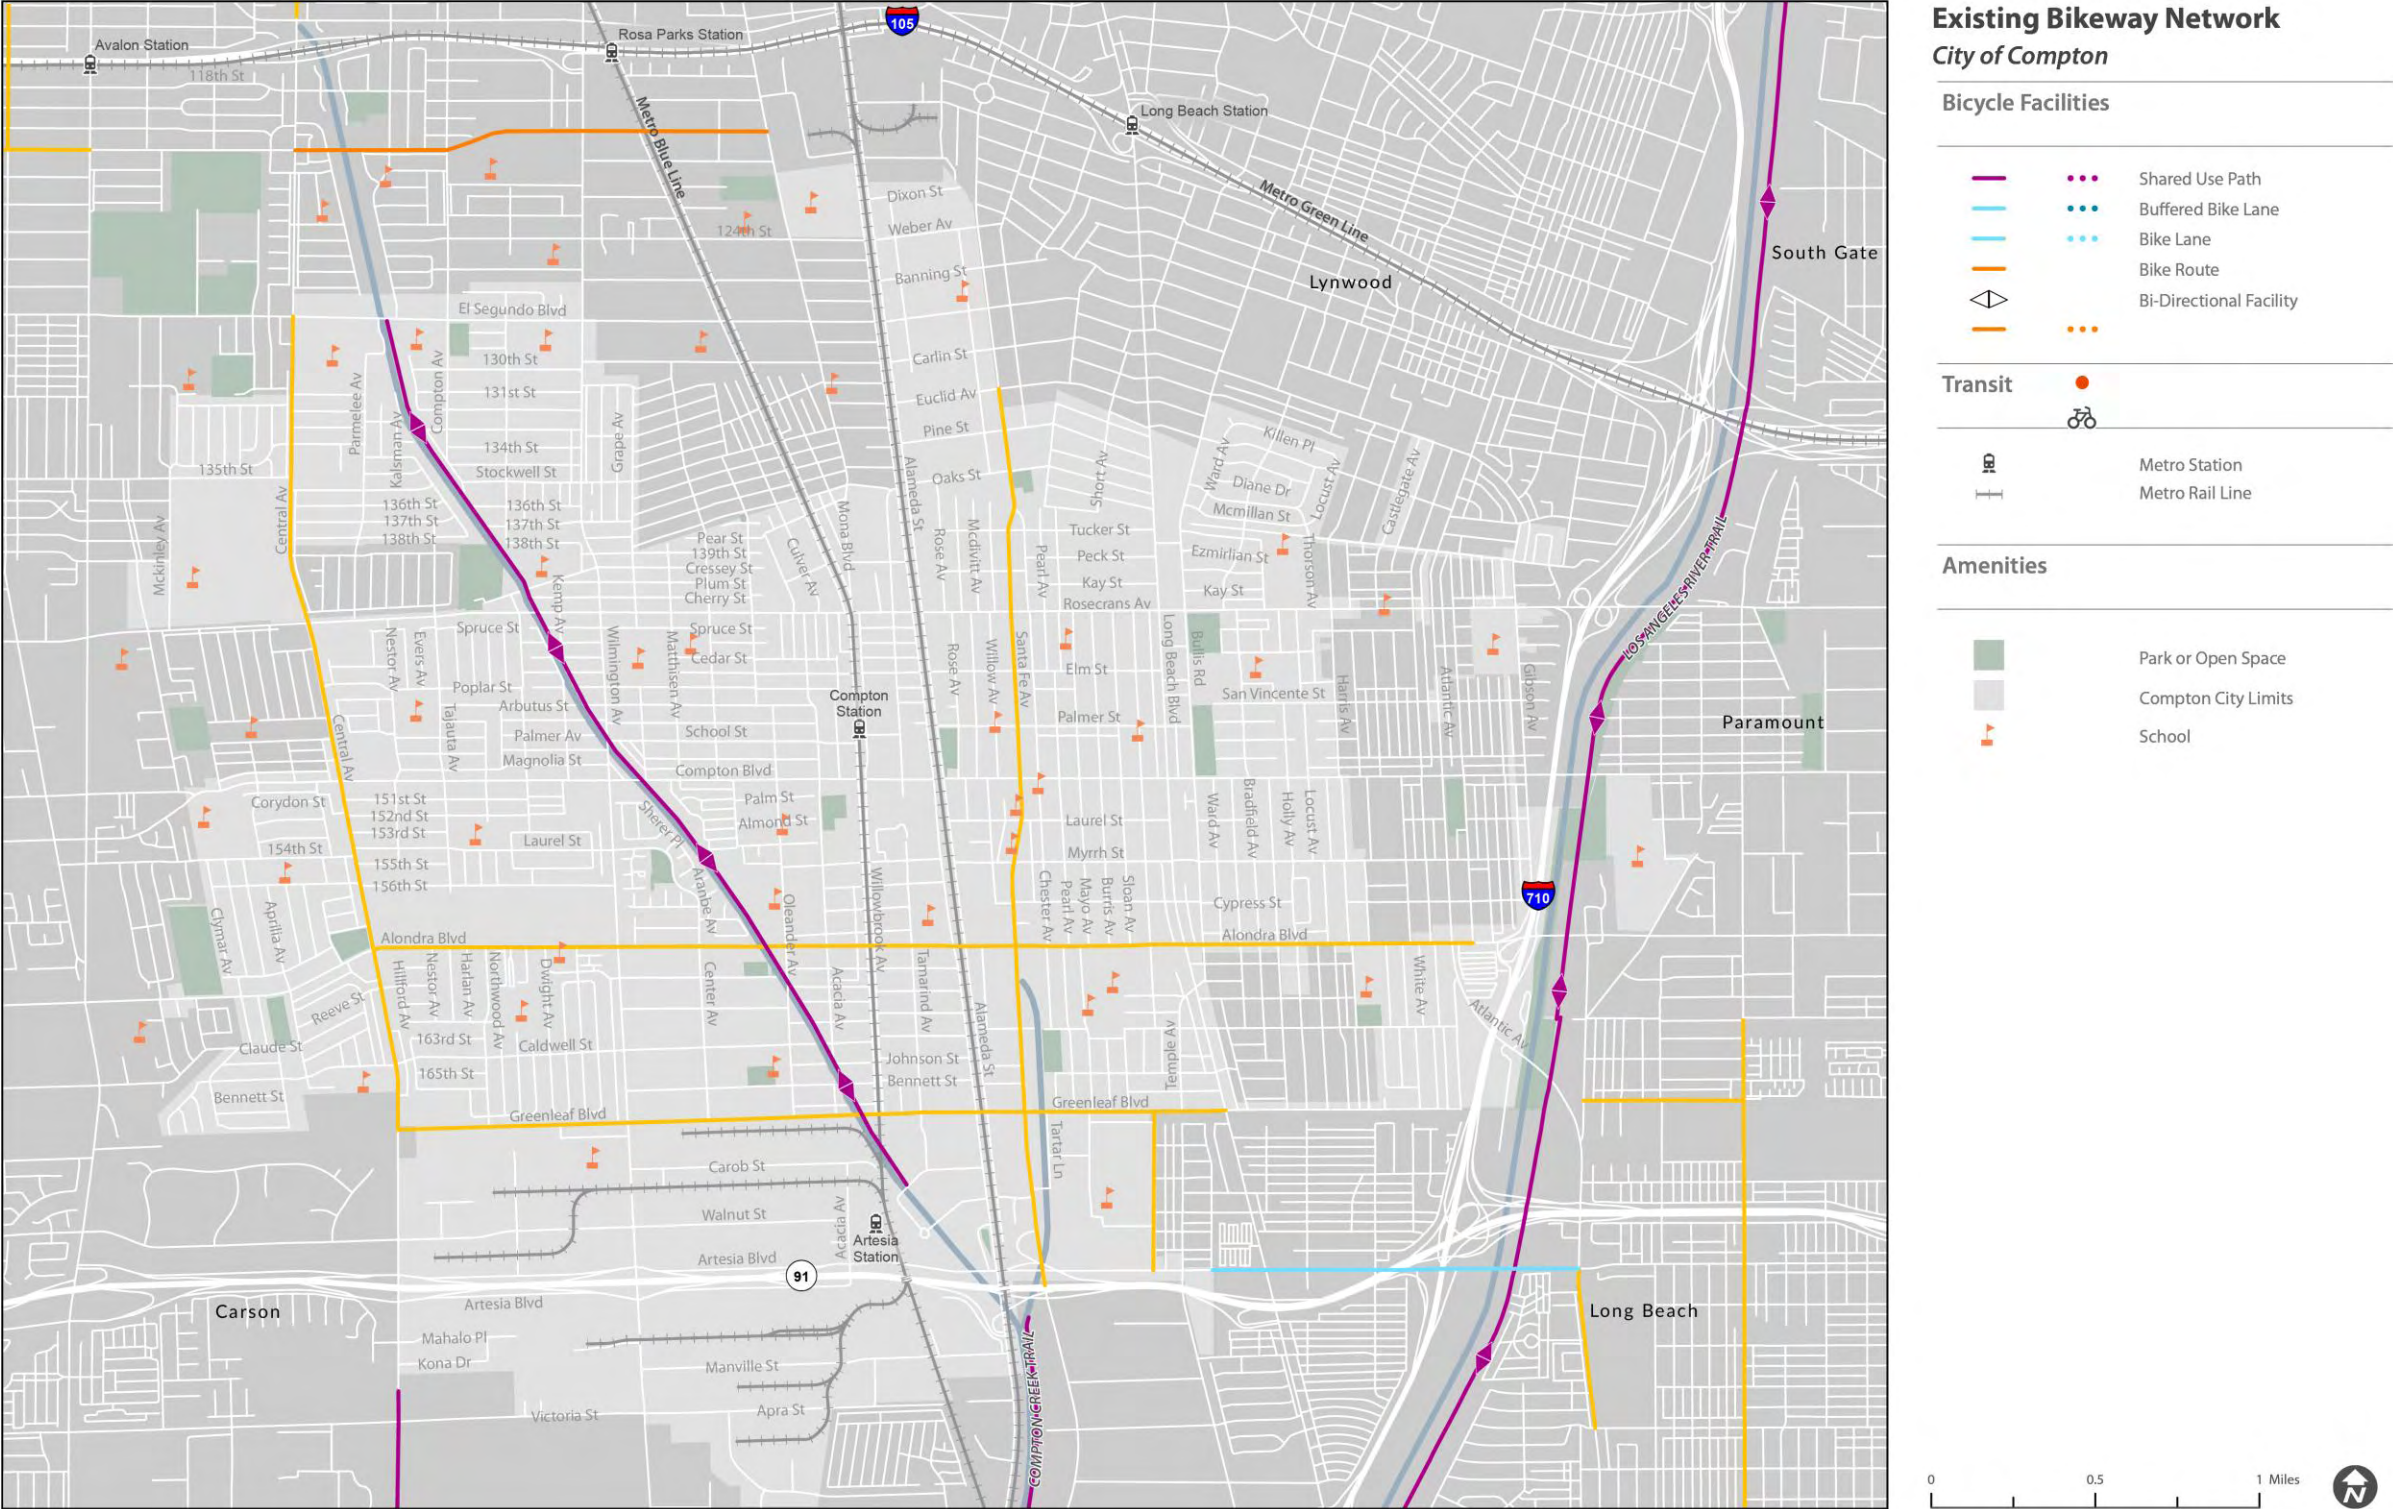 Existing Bikeway Network
City of Compton
Bicycle Facilities
Shared Use Path
Buffered Bike Lane
Bike Lane
Bike Route
Bi-Directional Facility
Transit
Metro Station
Metro Rail Line
Amenities
Park or Open Space
Compton City Limits
School
0 0.5 1 Miles
N
105
Avalon Station
Rosa Parks Station
118th St
Metro Blue Line
Long Beach Station
Metro Green Line
Dixon St
Weber Av
124th St
Banning St
South Gate
Lynwood
El Segundo Blvd
130th St
Carlin St
131st St
Euclid Av
Parmelee Av
Compton Av
Kalsman Av
Grade Av
Pine St
134th St
Stockwell St
135th St
Oaks St
Killen Pl
Ward Av
Short Av
Diane Dr
Locust Av
Castlegate Av
Mcmillan St
Central Av
Mckinley Av
136th St
137th St
138th St
136th St
137th St
138th St
Kemp Av
Pear St
139th St
Cressey St
Plum St
Cherry St
Culver Av
Mona Blvd
Alameda St
Rose Av
Mcdivitt Av
Pearl Av
Tucker St
Peck St
Kay St
Rosecrans Av
Ezmirlian St
Kay St
Thorson Av
LOS ANGELES RIVER TRAIL
Spruce St
Spruce St
Cedar St
Nestor Av
Evers Av
Wilmington Av
Matthisen Av
Poplar St
Arbutus St
Tajauta Av
Palmer Av
Magnolia St
School St
Compton Blvd
Compton
Station
Rose Av
Willow Av
Santa Fe Av
Elm St
Palmer St
Long Beach Blvd
Bullis Rd
San Vincente St
Harris Av
Atlantic Av
Gibson Av
Paramount
Central Av
Corydon St
151st St
152nd St
153rd St
154th St
155th St
156th St
Laurel St
Sherer Pl
Palm St
Almond St
Laurel St
Myrrh St
Ward Av
Bradfield Av
Holly Av
Locust Av
Clymar Av
Aprilia Av
Aranbe Av
Oleander Av
Willowbrook Av
Chester Av
Pearl Av
Mayo Av
Burris Av
Sloan Av
Cypress St
710
Alondra Blvd
Alondra Blvd
Hillford Av
Nestor Av
Harlan Av
Northwood Av
Dwight Av
Center Av
Acacia Av
Tamarind Av
Alameda St
White Av
Atlantic Av
Reeve St
Claude St
163rd St
Caldwell St
165th St
Bennett St
Johnson St
Bennett St
Temple Av
Greenleaf Blvd
Greenleaf Blvd
Tartar Ln
Carob St
Walnut St
Acacia Av
Artesia
Station
Artesia Blvd
91
Artesia Blvd
Carson
Long Beach
Mahalo Pl
Kona Dr
Manville St
Victoria St
Apra St
COMPTON CREEK TRAIL